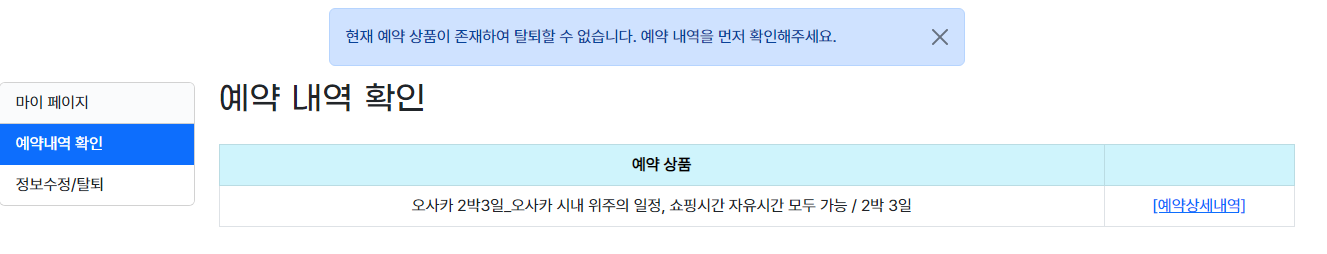 현재 예약 상품이 존재하여 탈퇴할 수 없습니다. 예약 내역을 먼저 확인해주세요.
마이 페이지
예약내역 확인
정보수정/탈퇴
예약 내역 확인
예약 상품
오사카 2박3일_오사카 시내 위주의 일정, 쇼핑시간 자유시간 모두 가능 / 2박 3일
[예약상세내역]